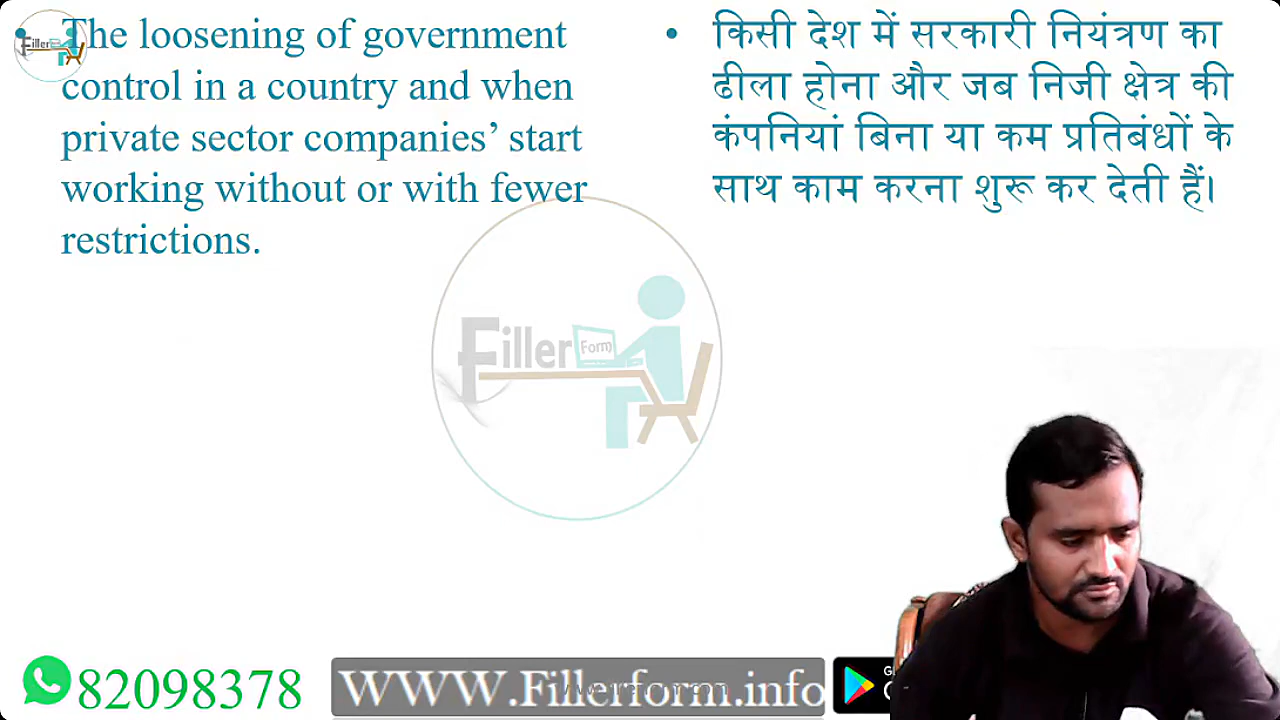 The loosening of government
control in a country and when
private sector companies’ start
working without or with fewer
restrictions.
किसी देश में सरकारी नियंत्रण का
ढीला होना और जब निजी क्षेत्र की
कंपनियां बिना या कम प्रतिबंधों के
साथ काम करना शुरू कर देती हैं।
Filler
Filler Form
82098378
WWW.Fillerform.info